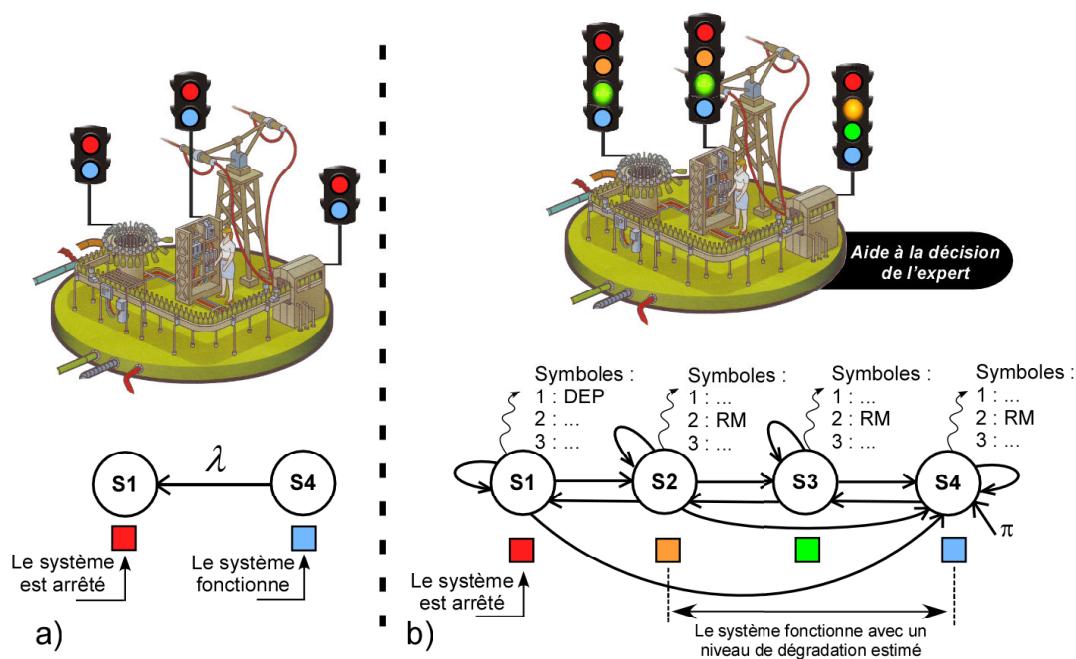 λ
S1
S4
Le système
est arrêté
Le système
fonctionne
a)
Aide à la décision
de l'expert
Symboles :
1 : DEP
2 : ...
3 : ...
Symboles :
1 : ...
2 : RM
3 : ...
Symboles :
1 : ...
2 : RM
3 : ...
Symboles :
1 : ...
2 : RM
3 : ...
S1
S2
S3
S4
π
Le système
est arrêté
Le système fonctionne avec un
niveau de dégradation estimé
b)